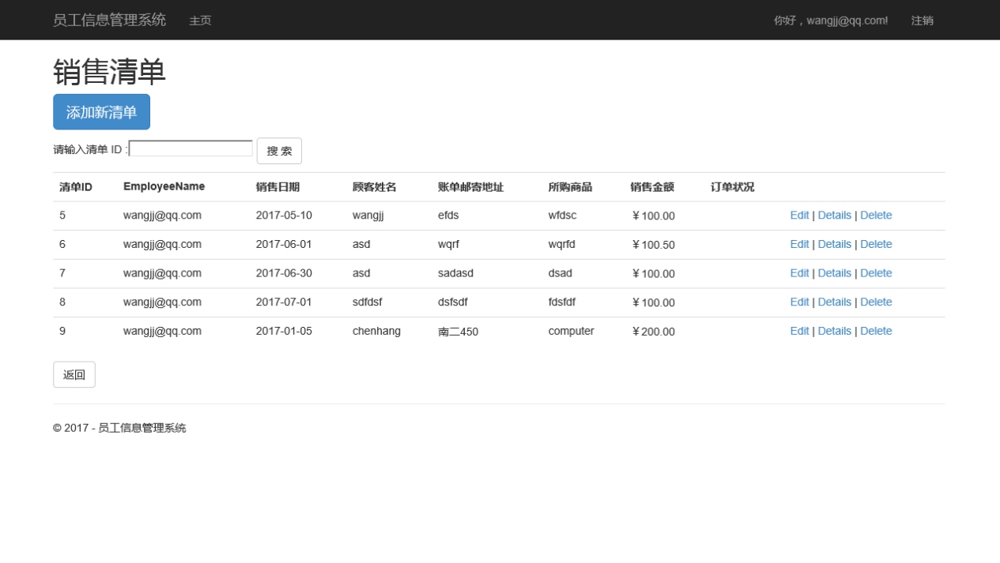 员工信息管理系统 主页 你好，wangjj@qq.com! 注销
销售清单
添加新清单
请输入清单 ID : 搜 索
清单ID EmployeeName 销售日期 顾客姓名 账单邮寄地址 所购商品 销售金额 订单状况
5 wangjj@qq.com 2017-05-10 wangjj efds wfdsc ￥100.00 Edit | Details | Delete
6 wangjj@qq.com 2017-06-01 asd wqrf wqrfd ￥100.50 Edit | Details | Delete
7 wangjj@qq.com 2017-06-30 asd sadasd dsad ￥100.00 Edit | Details | Delete
8 wangjj@qq.com 2017-07-01 sdfdsf dsfsdf fdsfdf ￥100.00 Edit | Details | Delete
9 wangjj@qq.com 2017-01-05 chenhang 南二450 computer ￥200.00 Edit | Details | Delete
返回
© 2017 - 员工信息管理系统